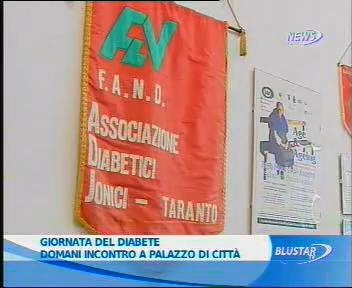 NEWS
F.A.N.D.
ASSOCIAZIONE
DIABETICI
JONICI - TARANTO
GIORNATA DEL DIABETE
DOMANI INCONTRO A PALAZZO DI CITTÀ
BLUSTAR